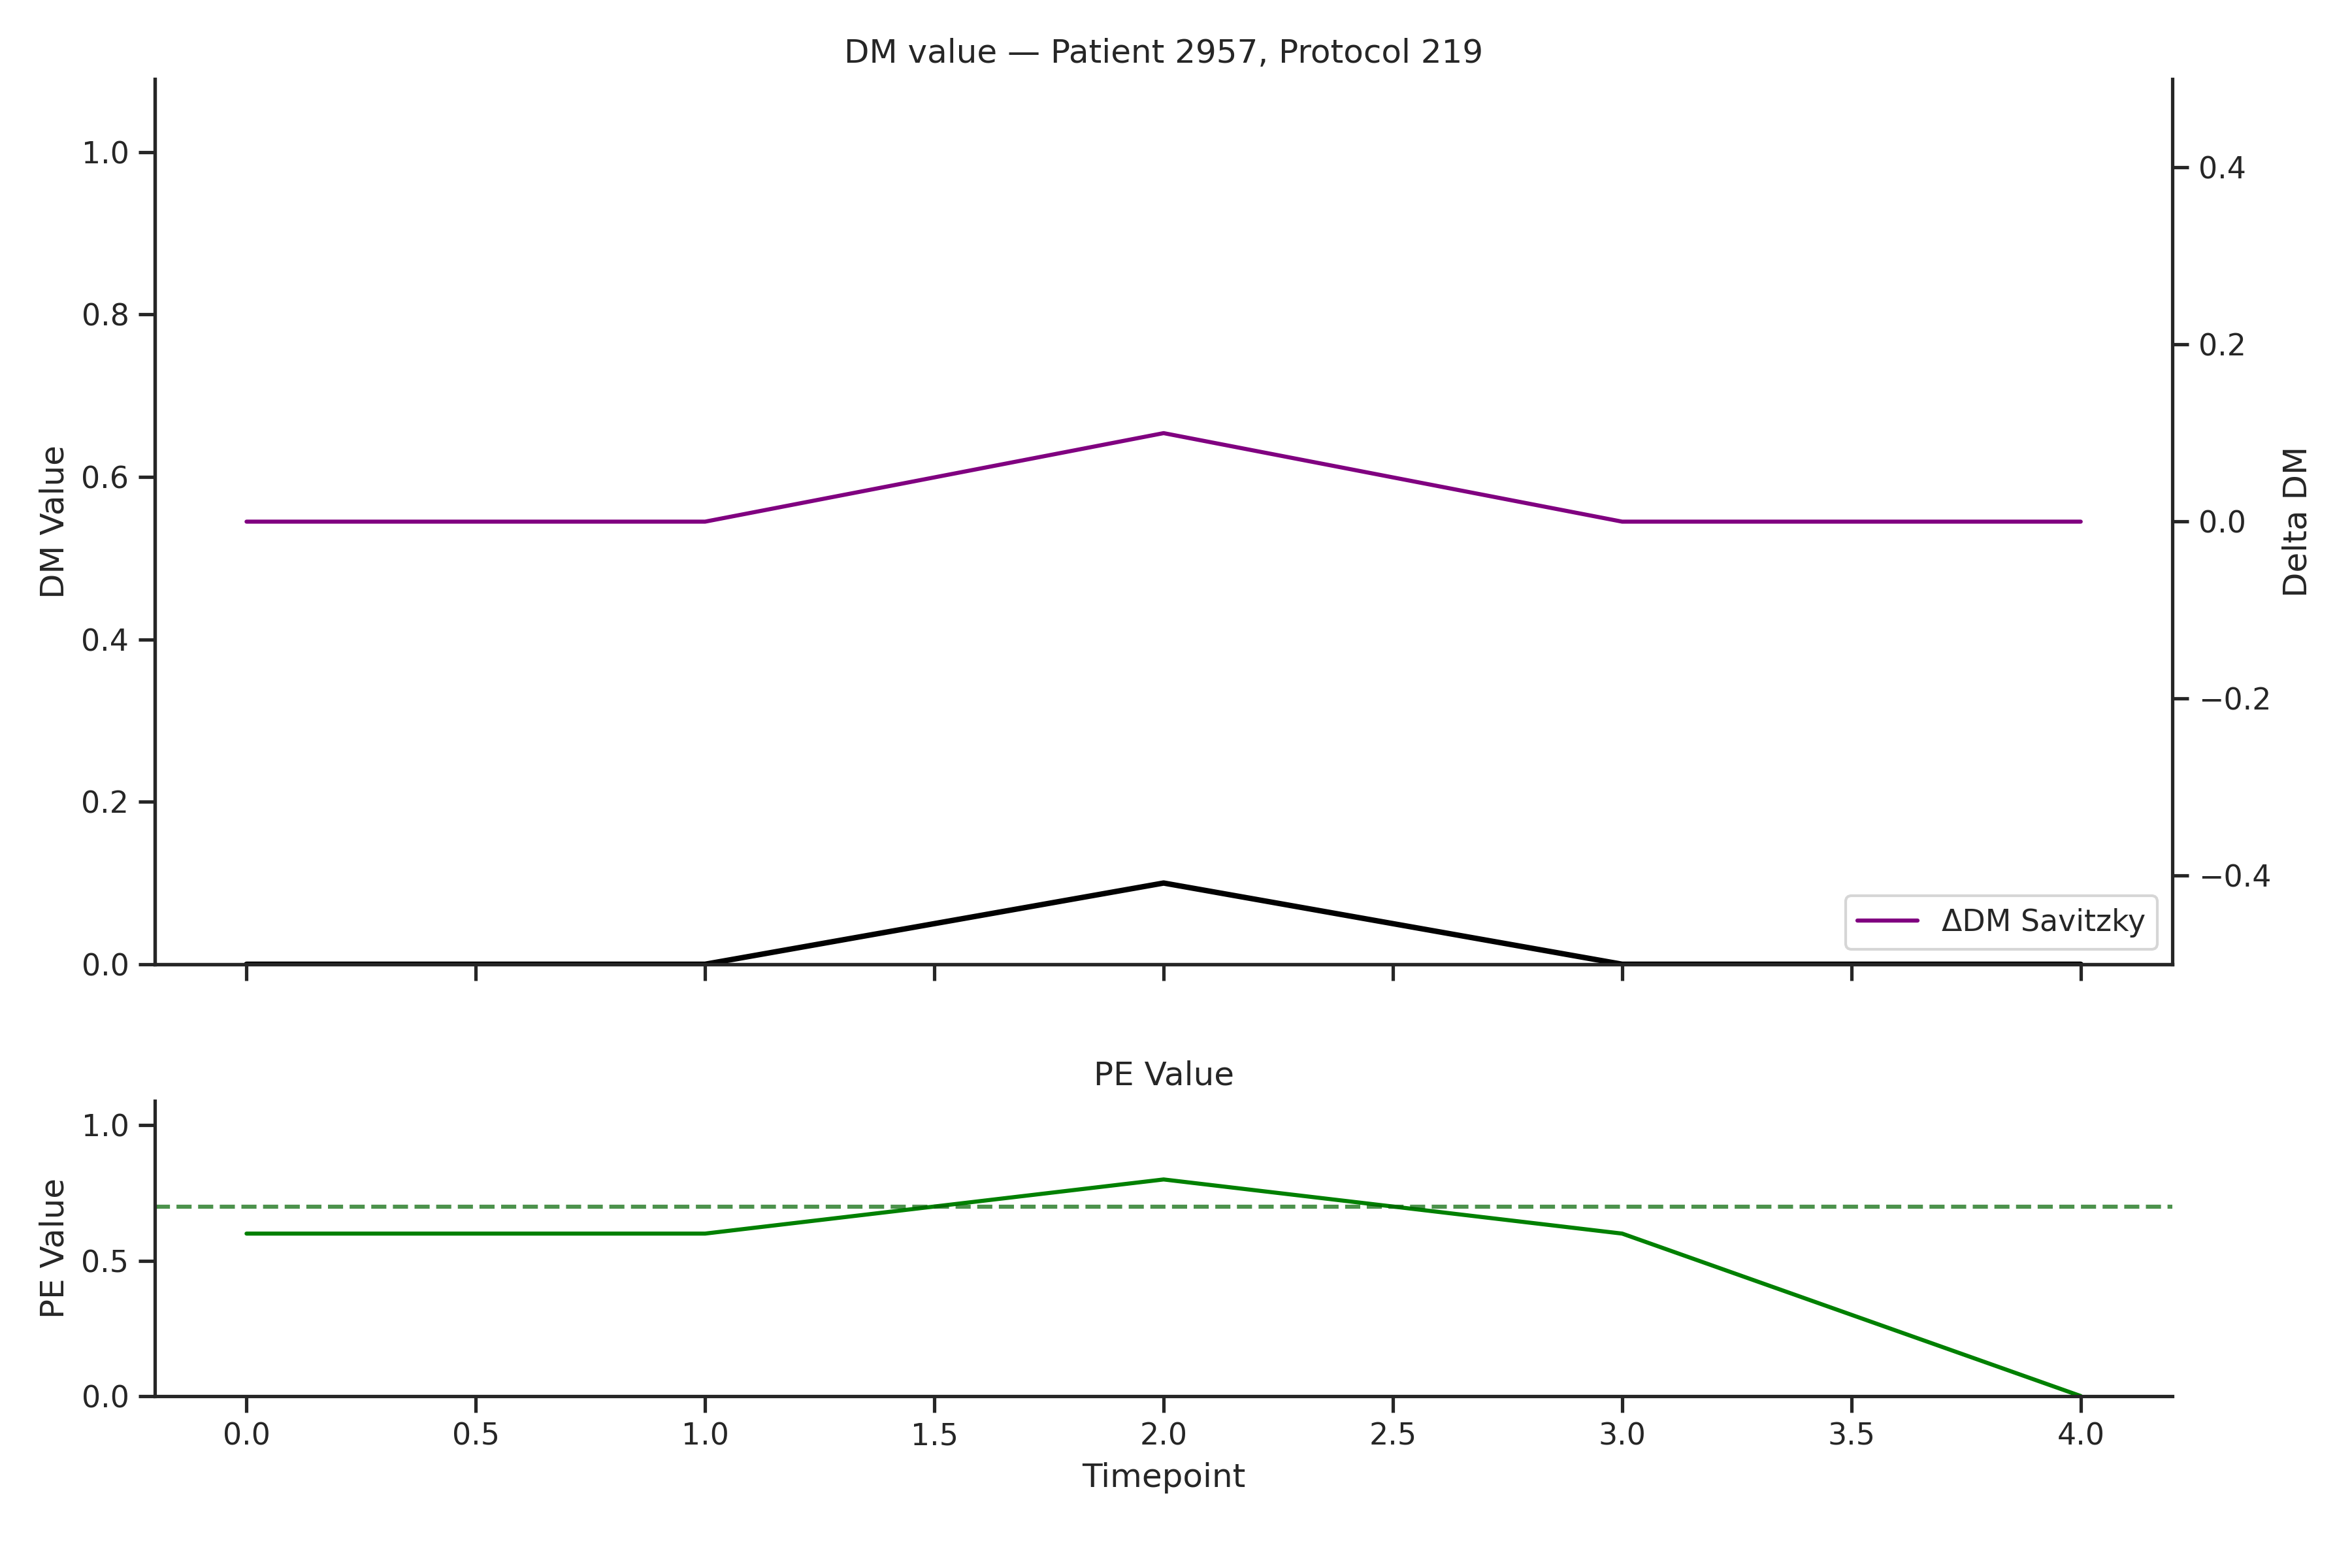 DM value — Patient 2957, Protocol 219
1.0
0.8
0.6
0.4
0.2
0.0
DM Value
0.4
0.2
0.0
−0.2
−0.4
Delta DM
ΔDM Savitzky
PE Value
1.0
0.5
0.0
PE Value
0.0 0.5 1.0 1.5 2.0 2.5 3.0 3.5 4.0
Timepoint